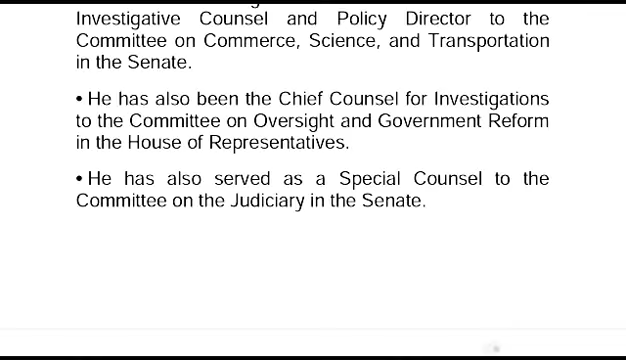 Investigative Counsel and Policy Director to the
Committee on Commerce, Science, and Transportation
in the Senate.
• He has also been the Chief Counsel for Investigations
to the Committee on Oversight and Government Reform
in the House of Representatives.
• He has also served as a Special Counsel to the
Committee on the Judiciary in the Senate.